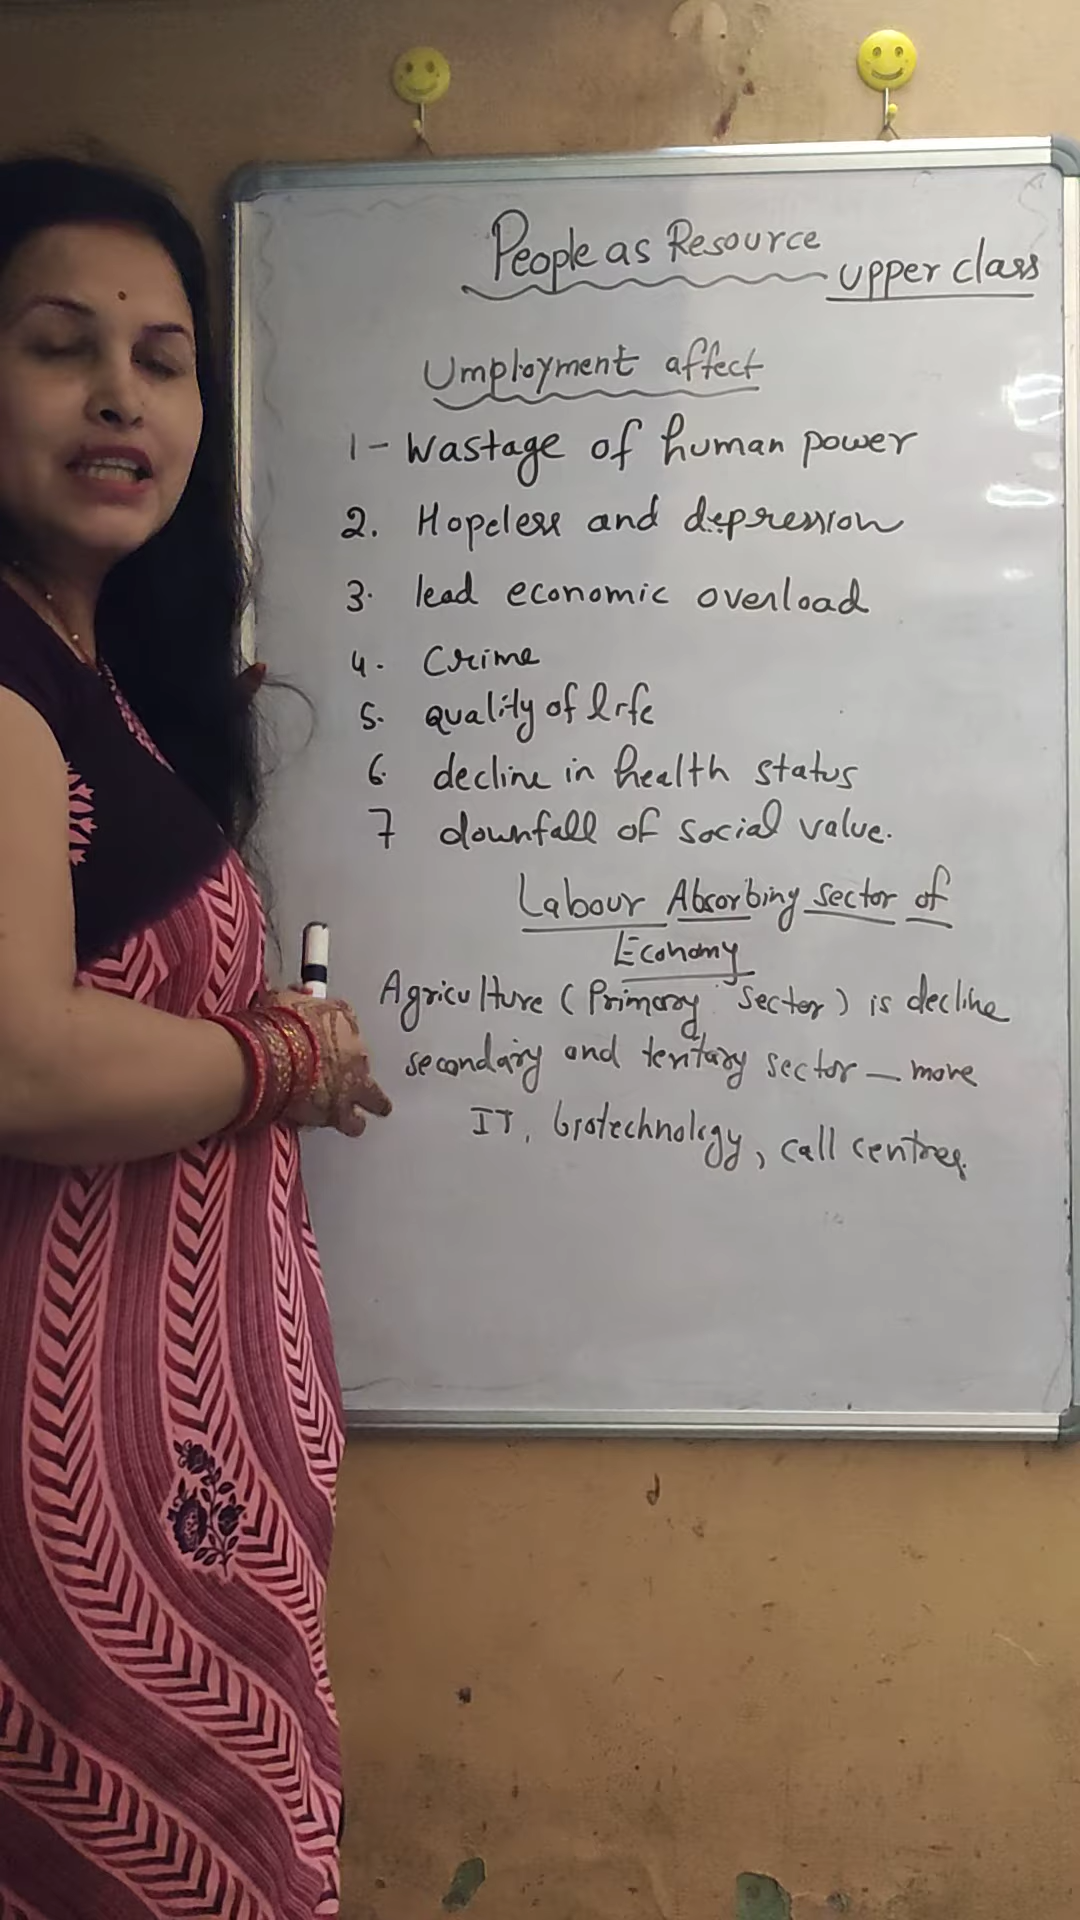 People as Resource
upper class
Umployment affect
1- Wastage of human power
2. Hopeless and depression
3. lead economic overload
4. Crime
5. quality of life
6. decline in health status
7 downfall of social value.
Labour Absorbing sector of
Economy
Agriculture (Primary sector) is decline
secondary and tertiary sector — more
IT, biotechnology, call centres.